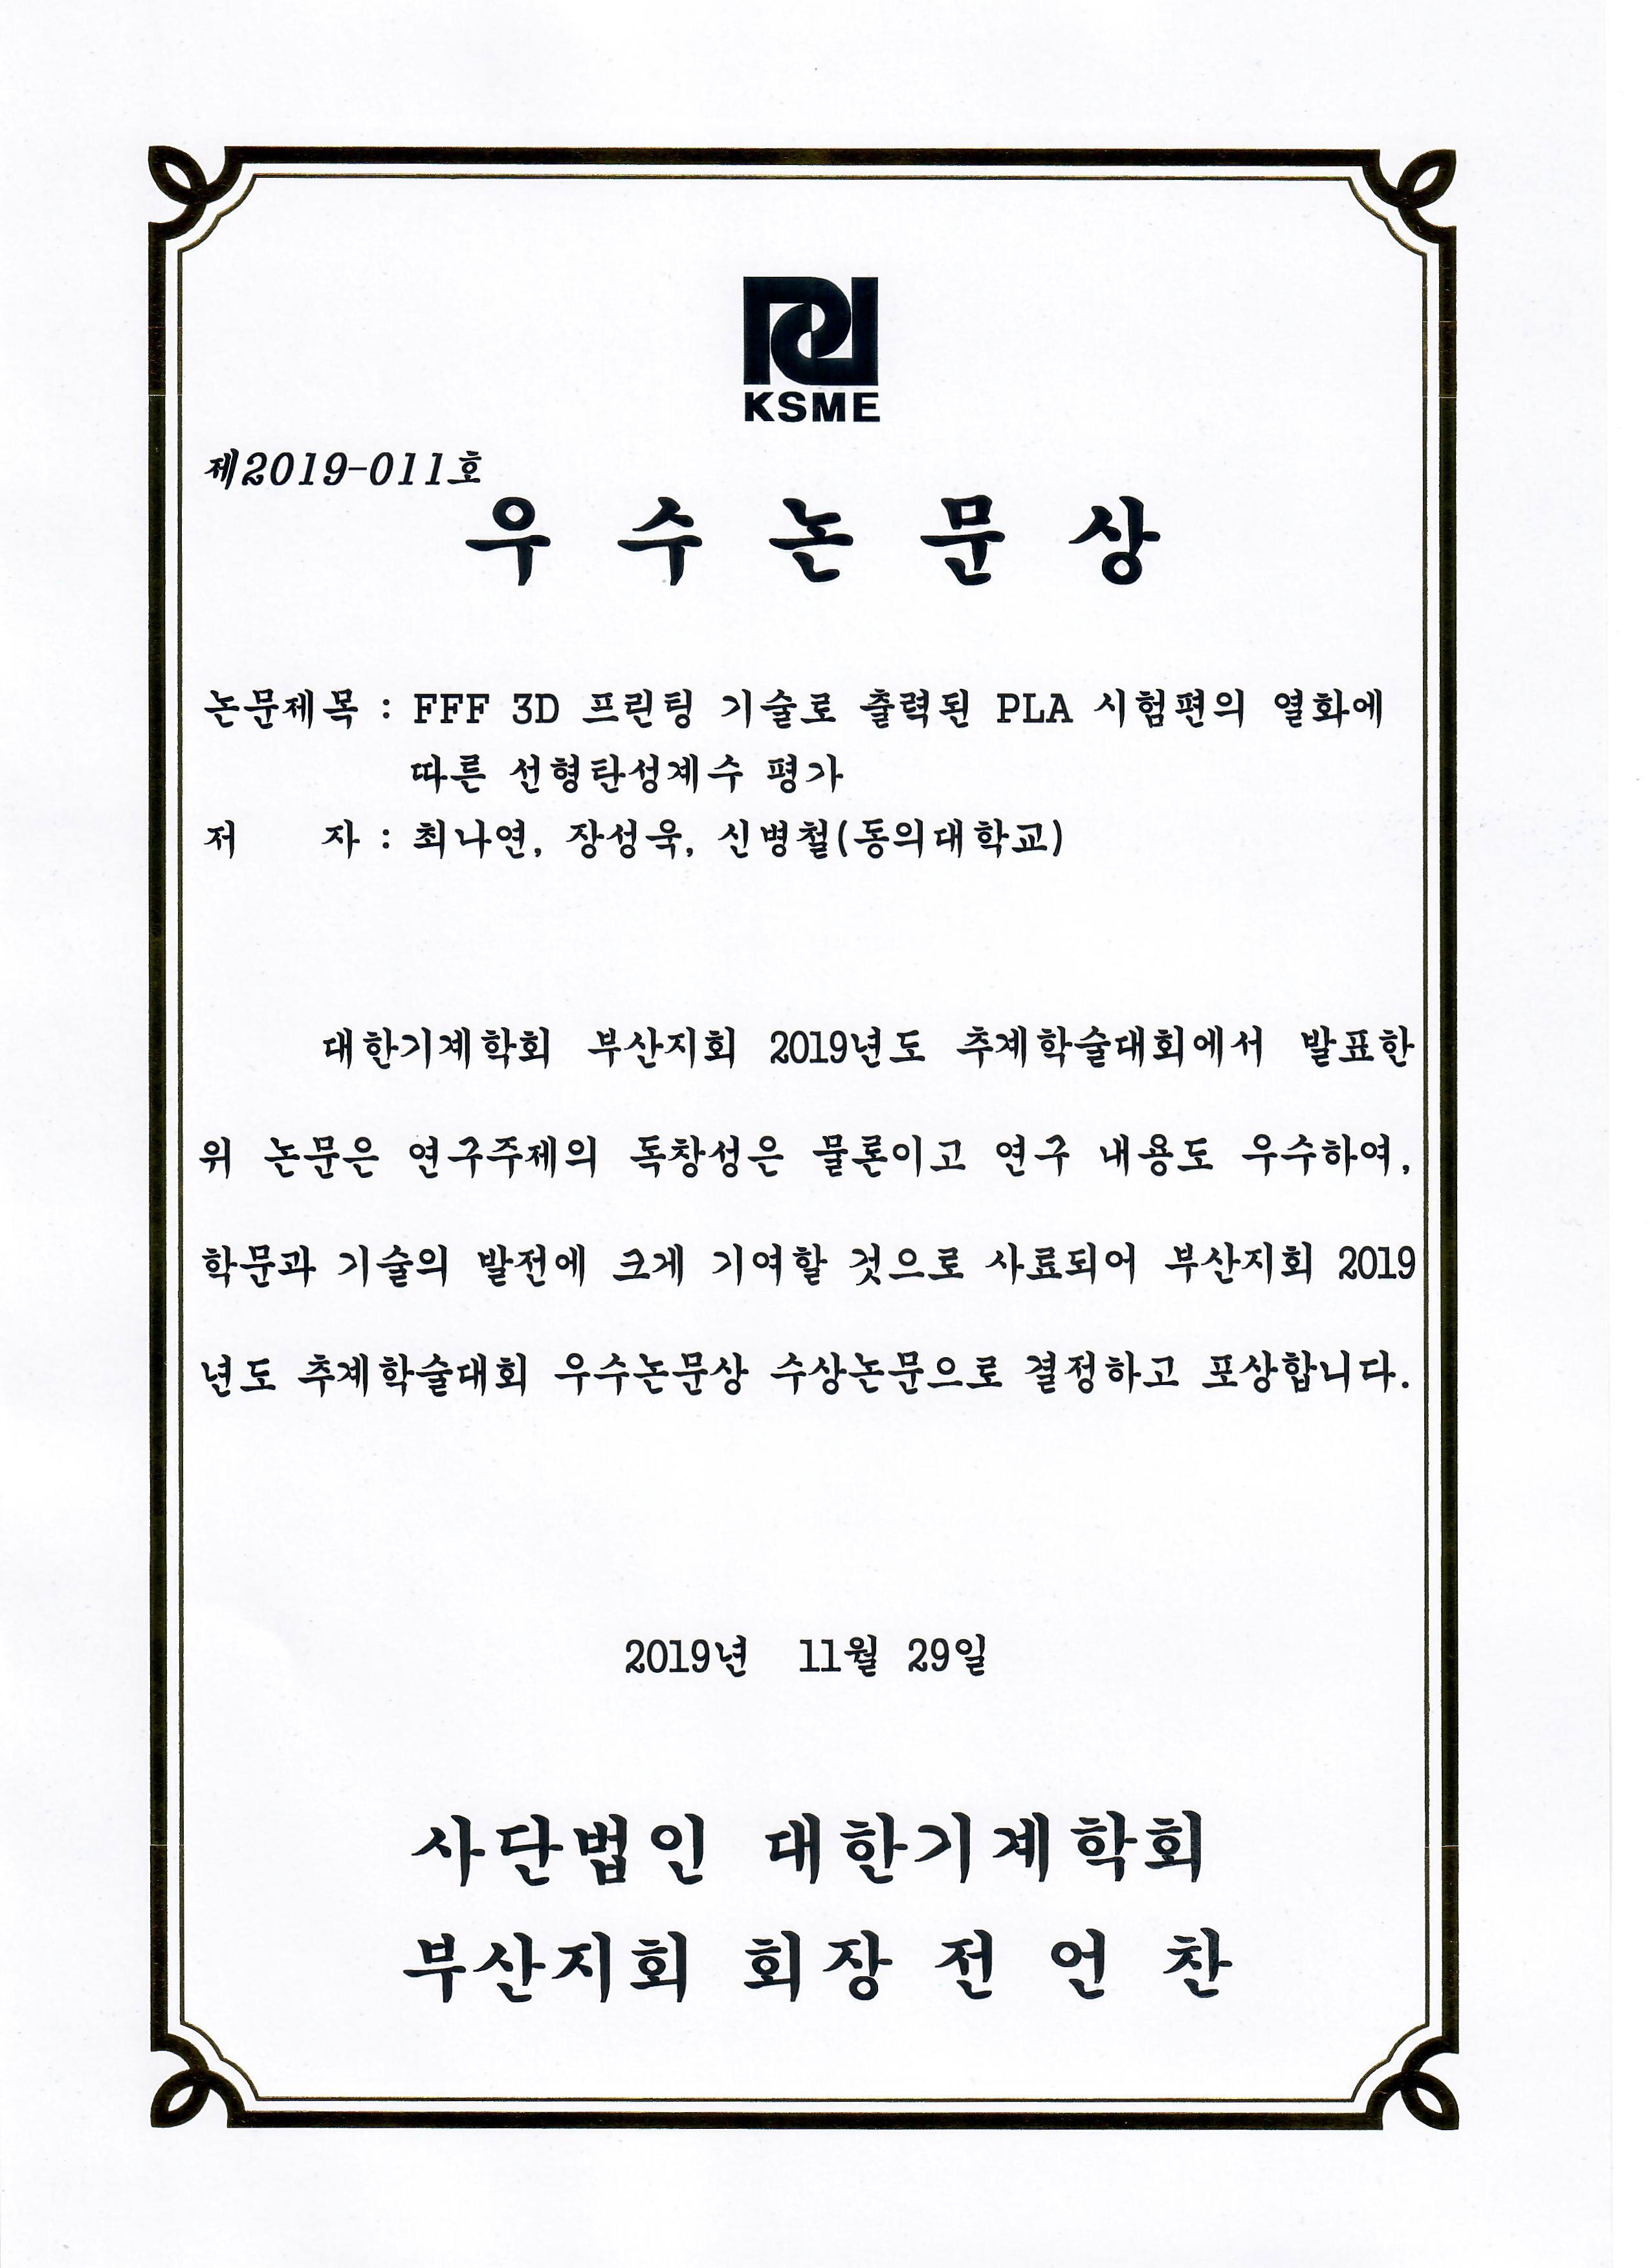 KSME
제2019-011호
우 수 논 문 상
논문제목 : FFF 3D 프린팅 기술로 출력된 PLA 시험편의 열화에
따른 선형탄성계수 평가
저 자 : 최나연, 장성욱, 신병철(동의대학교)
대한기계학회 부산지회 2019년도 추계학술대회에서 발표한
위 논문은 연구주제의 독창성은 물론이고 연구 내용도 우수하여,
학문과 기술의 발전에 크게 기여할 것으로 사료되어 부산지회 2019
년도 추계학술대회 우수논문상 수상논문으로 결정하고 포상합니다.
2019년 11월 29일
사단법인 대한기계학회
부산지회 회장 전 언 찬